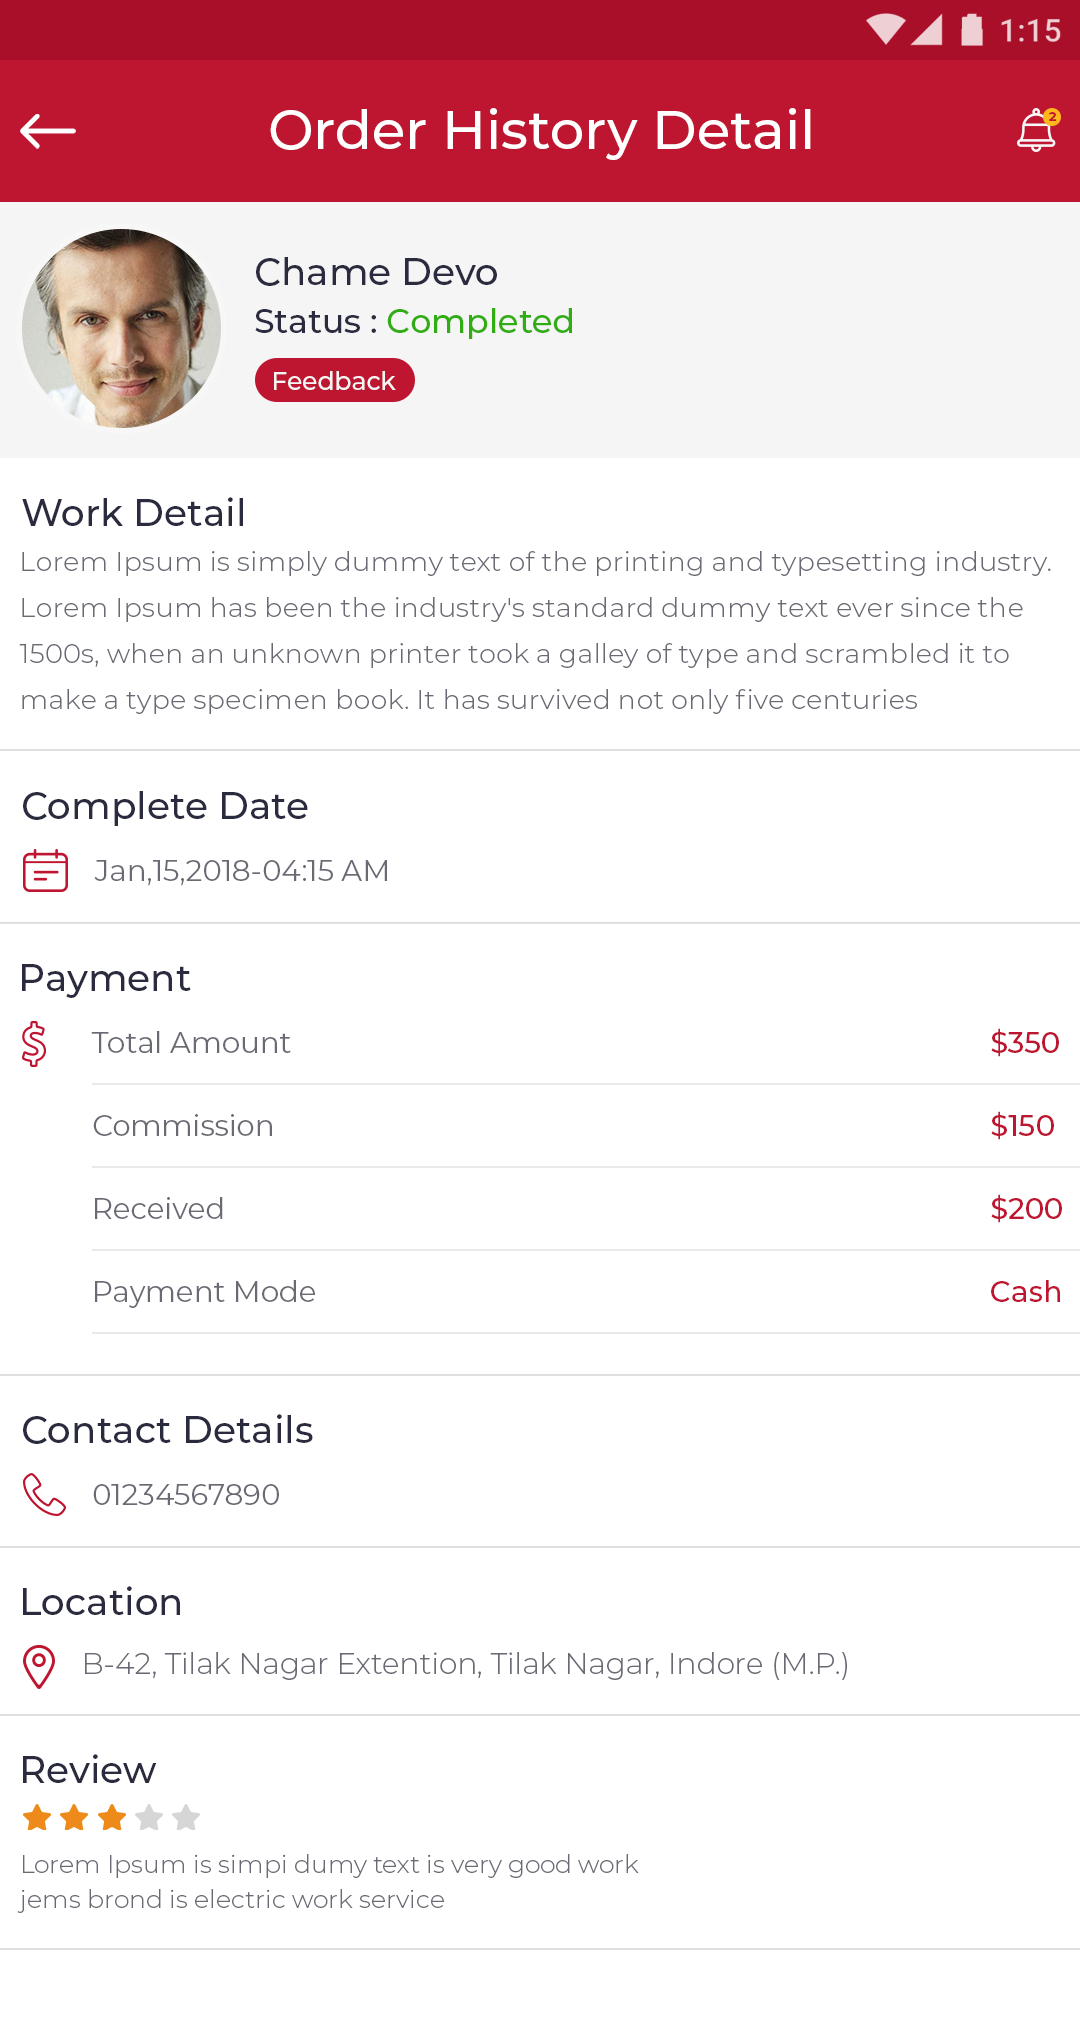 1:15
Order History Detail
2
Chame Devo
Status : Completed
Feedback
Work Detail
Lorem Ipsum is simply dummy text of the printing and typesetting industry.
Lorem Ipsum has been the industry's standard dummy text ever since the
1500s, when an unknown printer took a galley of type and scrambled it to
make a type specimen book. It has survived not only five centuries
Complete Date
Jan,15,2018-04:15 AM
Payment
Total Amount $350
Commission $150
Received $200
Payment Mode Cash
Contact Details
01234567890
Location
B-42, Tilak Nagar Extention, Tilak Nagar, Indore (M.P.)
Review
Lorem Ipsum is simpi dumy text is very good work
jems brond is electric work service